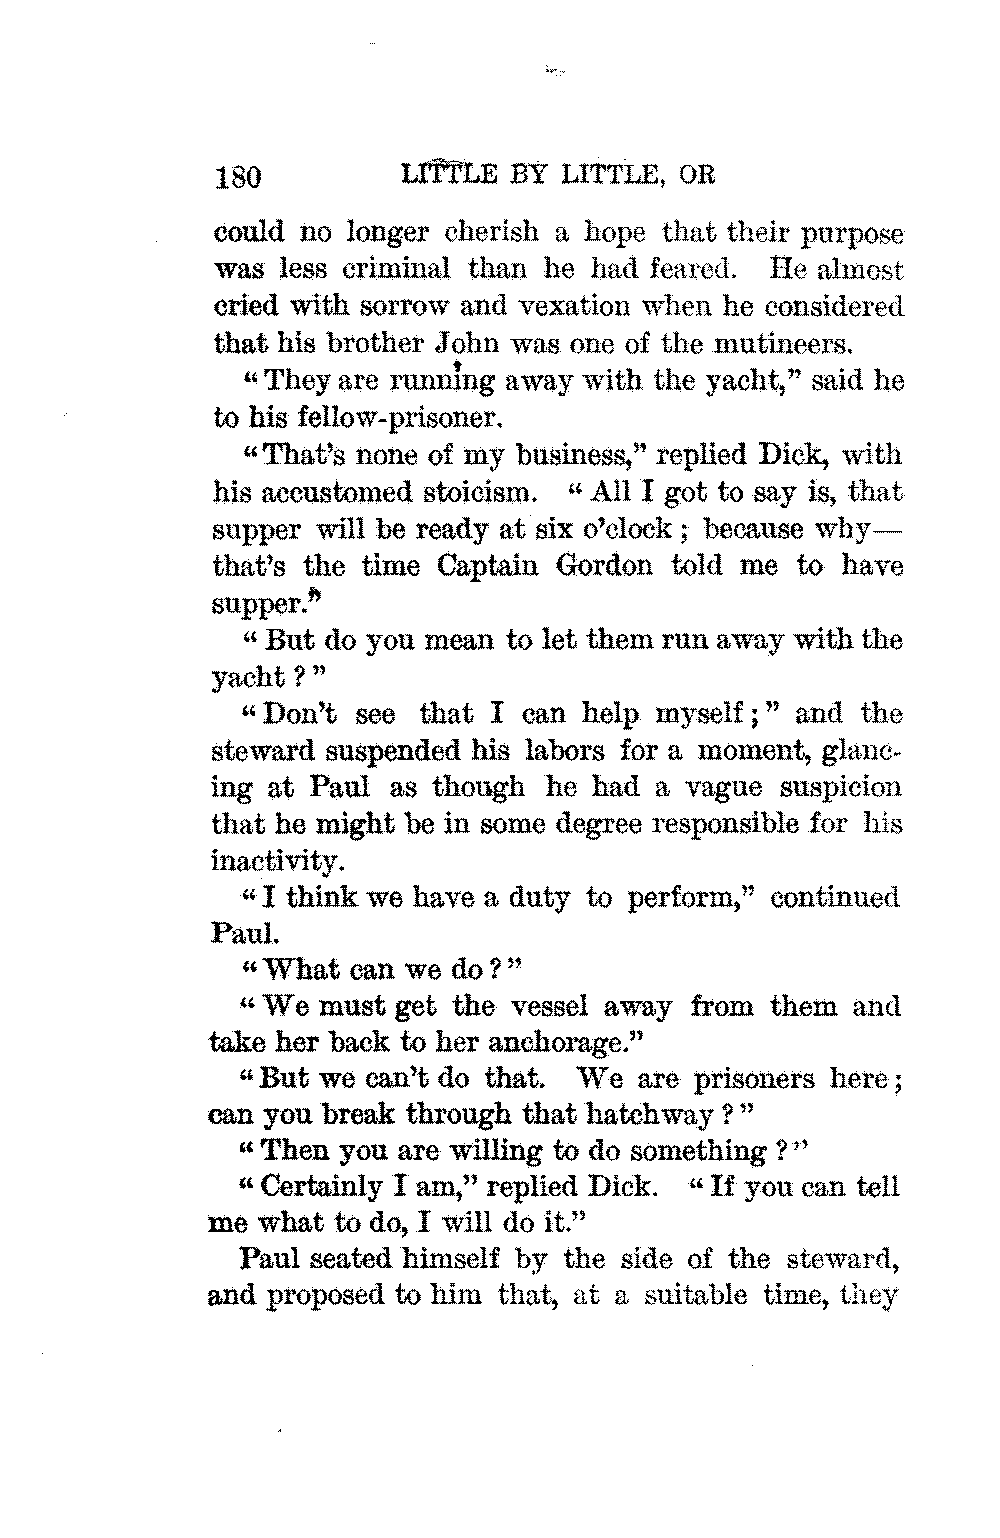 180 LITTLE BY LITTLE, OR
could no longer cherish a hope that their purpose
was less criminal than he had feared. He almost
cried with sorrow and vexation when he considered
that his brother John was one of the mutineers.
“They are running away with the yacht,” said he
to his fellow-prisoner.
“That’s none of my business,” replied Dick, with
his accustomed stoicism. “All I got to say is, that
supper will be ready at six o’clock; because why—
that’s the time Captain Gordon told me to have
supper.”
“But do you mean to let them run away with the
yacht?”
“Don’t see that I can help myself;” and the
steward suspended his labors for a moment, glanc-
ing at Paul as though he had a vague suspicion
that he might be in some degree responsible for his
inactivity.
“I think we have a duty to perform,” continued
Paul.
“What can we do?”
“We must get the vessel away from them and
take her back to her anchorage.”
“But we can’t do that. We are prisoners here;
can you break through that hatchway?”
“Then you are willing to do something?”
“Certainly I am,” replied Dick. “If you can tell
me what to do, I will do it.”
Paul seated himself by the side of the steward,
and proposed to him that, at a suitable time, they